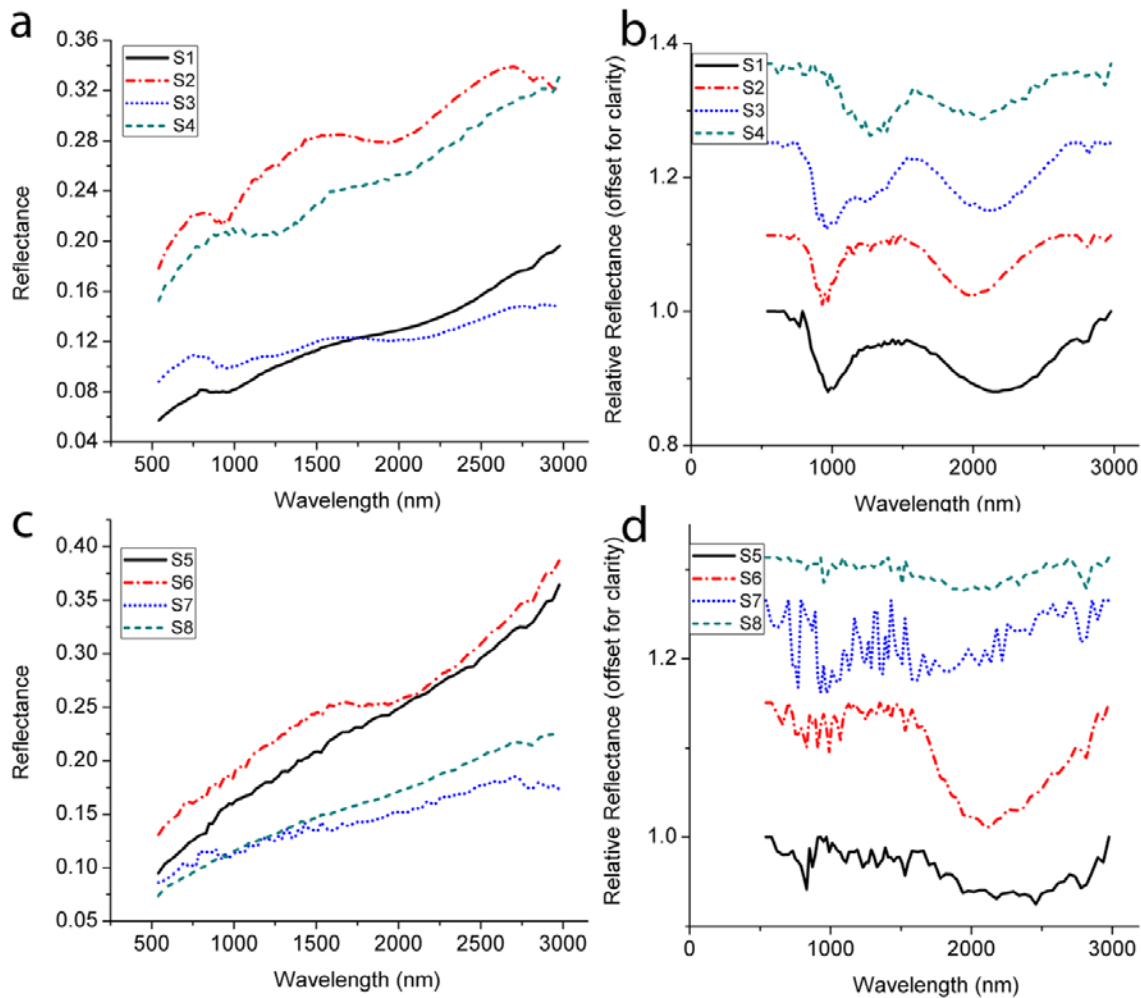 a
0.36
0.32
0.28
0.24
0.20
0.16
0.12
0.08
0.04
Reflectance
S1
S2
S3
S4
500 1000 1500 2000 2500 3000
Wavelength (nm)
b
1.4
1.2
1.0
0.8
Relative Reflectance (offset for clarity)
S1
S2
S3
S4
0 1000 2000 3000
Wavelength (nm)
c
0.40
0.35
0.30
0.25
0.20
0.15
0.10
0.05
Reflectance
S5
S6
S7
S8
500 1000 1500 2000 2500 3000
Wavelength (nm)
d
1.2
1.0
Relative Reflectance (offset for clarity)
S5
S6
S7
S8
0 1000 2000 3000
Wavelength (nm)